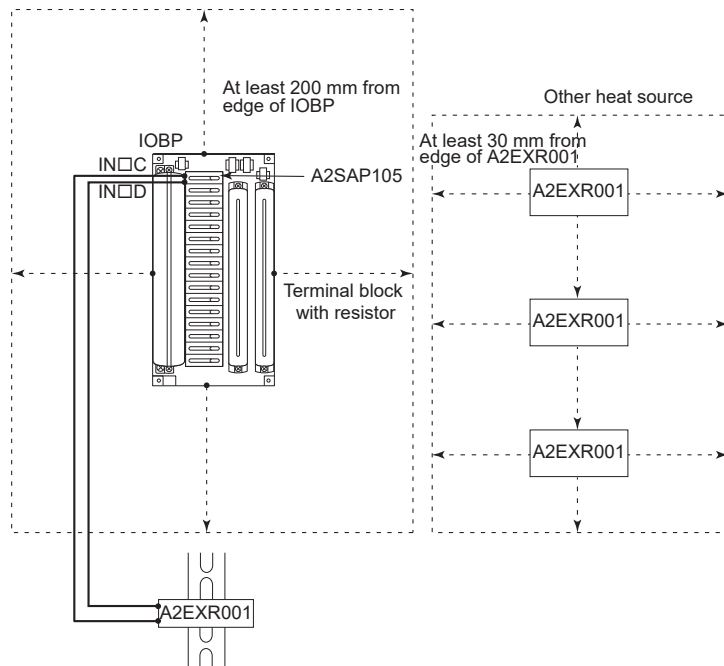 At least 200 mm from
edge of IOBP
IOBP
IN□C
IN□D
A2SAP105
Terminal block
with resistor
A2EXR001
Other heat source
At least 30 mm from
edge of A2EXR001
A2EXR001
A2EXR001
A2EXR001